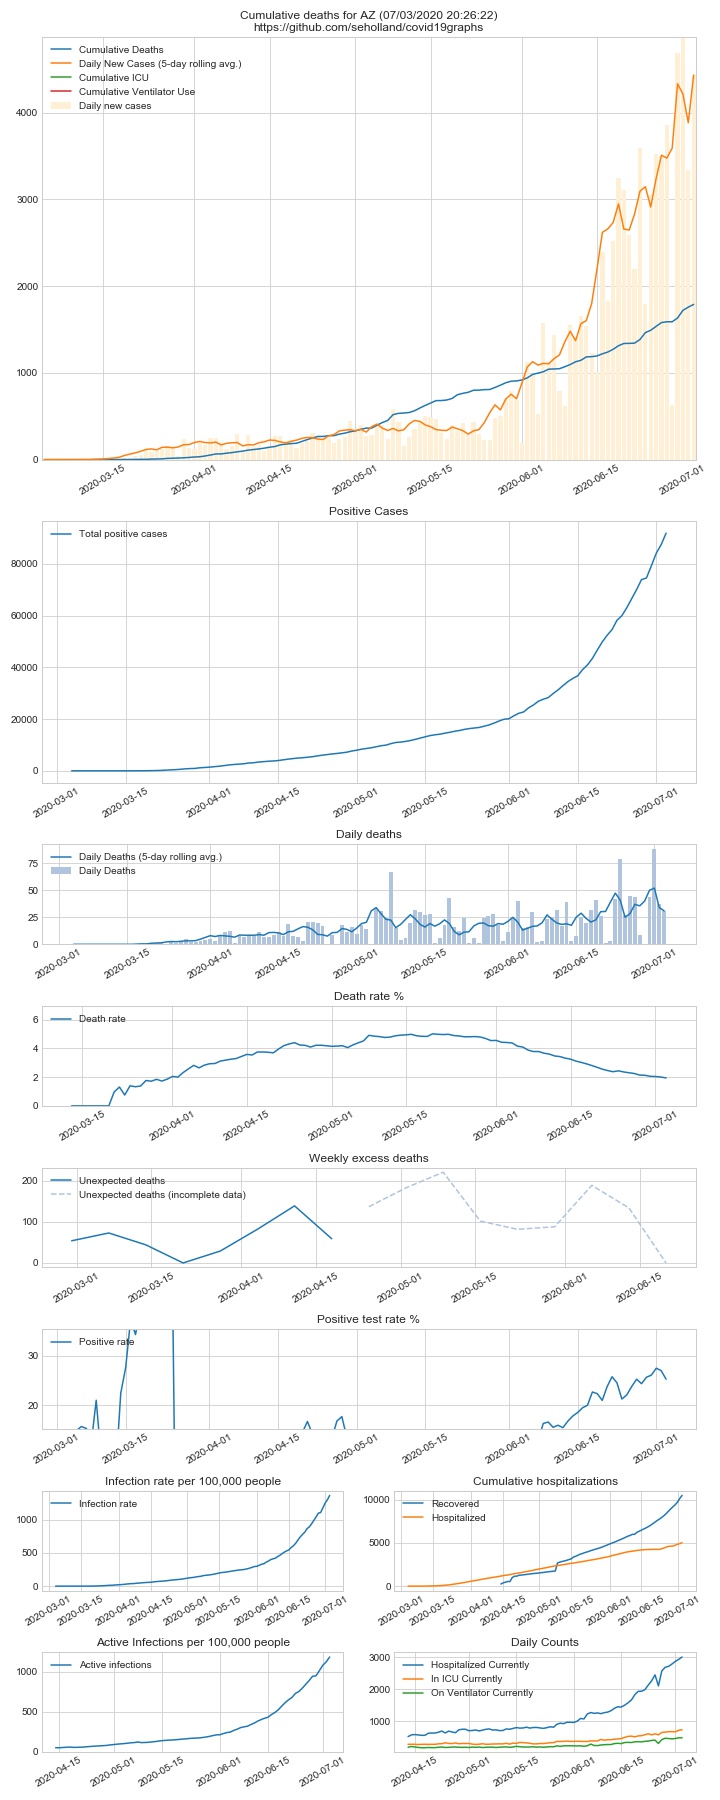 Cumulative deaths for AZ (07/03/2020 20:26:22)
https://github.com/seholland/covid19graphs
Cumulative Deaths
Daily New Cases (5-day rolling avg.)
Cumulative ICU
Cumulative Ventilator Use
Daily new cases
4000
3000
2000
1000
0
2020-03-15 2020-04-01 2020-04-15 2020-05-01 2020-05-15 2020-06-01 2020-06-15 2020-07-01
Positive Cases
Total positive cases
80000
60000
40000
20000
0
2020-03-01 2020-03-15 2020-04-01 2020-04-15 2020-05-01 2020-05-15 2020-06-01 2020-06-15 2020-07-01
Daily deaths
Daily Deaths (5-day rolling avg.)
Daily Deaths
75
50
25
0
2020-03-01 2020-03-15 2020-04-01 2020-04-15 2020-05-01 2020-05-15 2020-06-01 2020-06-15 2020-07-01
Death rate %
Death rate
6
4
2
0
2020-03-15 2020-04-01 2020-04-15 2020-05-01 2020-05-15 2020-06-01 2020-06-15 2020-07-01
Weekly excess deaths
Unexpected deaths
Unexpected deaths (incomplete data)
200
100
0
2020-03-01 2020-03-15 2020-04-01 2020-04-15 2020-05-01 2020-05-15 2020-06-01 2020-06-15
Positive test rate %
Positive rate
30
20
2020-03-01 2020-03-15 2020-04-01 2020-04-15 2020-05-01 2020-05-15 2020-06-01 2020-06-15 2020-07-01
Infection rate per 100,000 people
Infection rate
1000
500
0
2020-03-01 2020-03-15 2020-04-01 2020-04-15 2020-05-01 2020-05-15 2020-06-01 2020-06-15 2020-07-01
Cumulative hospitalizations
Recovered
Hospitalized
10000
5000
0
2020-03-01 2020-03-15 2020-04-01 2020-04-15 2020-05-01 2020-05-15 2020-06-01 2020-06-15 2020-07-01
Active Infections per 100,000 people
Active infections
1000
500
0
2020-04-15 2020-05-01 2020-05-15 2020-06-01 2020-06-15 2020-07-01
Daily Counts
Hospitalized Currently
In ICU Currently
On Ventilator Currently
3000
2000
1000
2020-04-15 2020-05-01 2020-05-15 2020-06-01 2020-06-15 2020-07-01